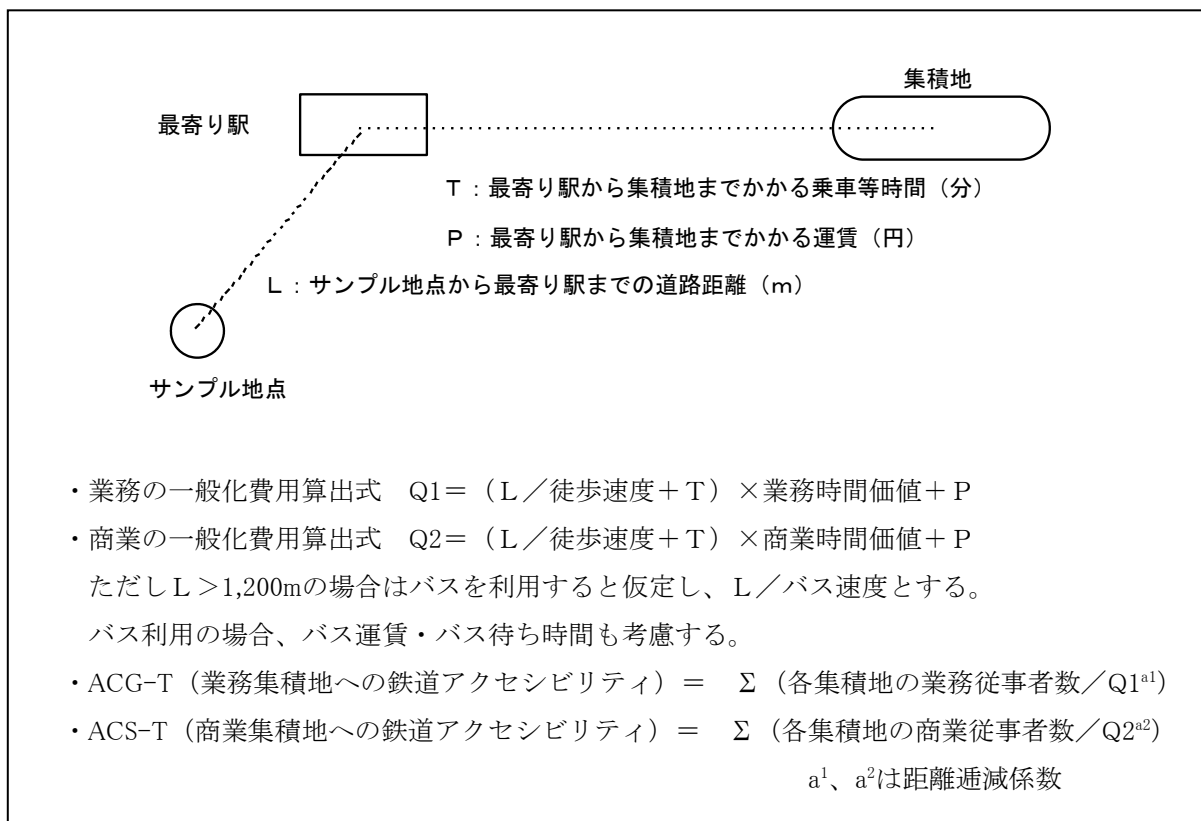 集積地
最寄り駅
Ｔ：最寄り駅から集積地までかかる乗車等時間（分）
Ｐ：最寄り駅から集積地までかかる運賃（円）
Ｌ：サンプル地点から最寄り駅までの道路距離（ｍ）
サンプル地点
・業務の一般化費用算出式　Q1＝（Ｌ／徒歩速度＋Ｔ）×業務時間価値＋Ｐ
・商業の一般化費用算出式　Q2＝（Ｌ／徒歩速度＋Ｔ）×商業時間価値＋Ｐ
ただしＬ＞1,200mの場合はバスを利用すると仮定し、Ｌ／バス速度とする。
バス利用の場合、バス運賃・バス待ち時間も考慮する。
・ACG-T（業務集積地への鉄道アクセシビリティ）＝　Σ（各集積地の業務従事者数／Q1^a1）
・ACS-T（商業集積地への鉄道アクセシビリティ）＝　Σ（各集積地の商業従事者数／Q2^a2）
a¹、a²は距離逓減係数